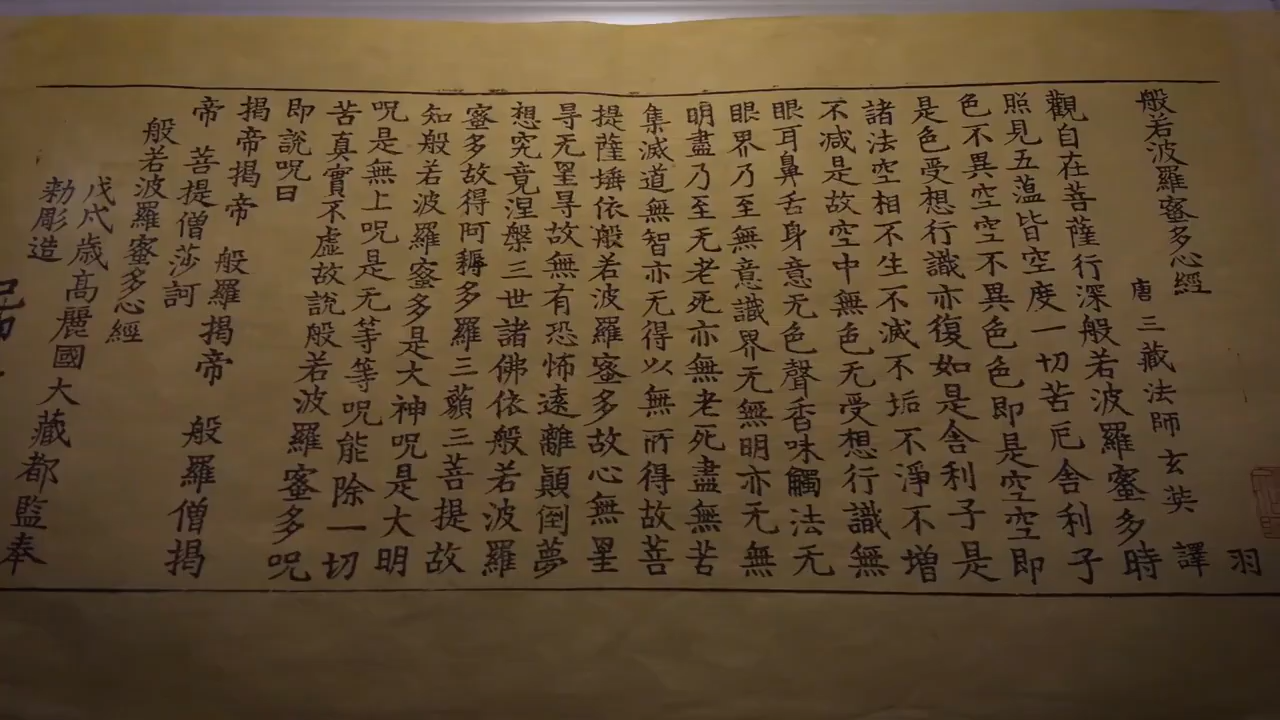 般若波羅蜜多心經 羽
唐三藏法師玄奘 譯
觀自在菩薩行深般若波羅蜜多時
照見五蕰皆空度一切苦厄舍利子
色不異空空不異色色即是空空即
是色受想行識亦復如是舍利子是
諸法空相不生不滅不垢不淨不增
不减是故空中無色无受想行識無
眼耳鼻舌身意无色聲香味觸法无
眼界乃至無意識界无無明亦无無
明盡乃至无老死亦無老死盡無苦
集滅道無智亦无得以無所得故菩
提薩埵依般若波羅蜜多故心無罣
㝵无罣㝵故無有恐怖遠離顛倒夢
想究竟涅槃三世諸佛依般若波羅
蜜多故得阿耨多羅三藐三菩提故
知般若波羅蜜多是大神呪是大明
呪是無上呪是无等等呪能除一切
苦真實不虛故說般若波羅蜜多呪
即說呪曰
揭帝揭帝 般羅揭帝 般羅僧揭
帝 菩提僧莎訶
般若波羅蜜多心經
戊戌歲高麗國大藏都監奉
勅彫造